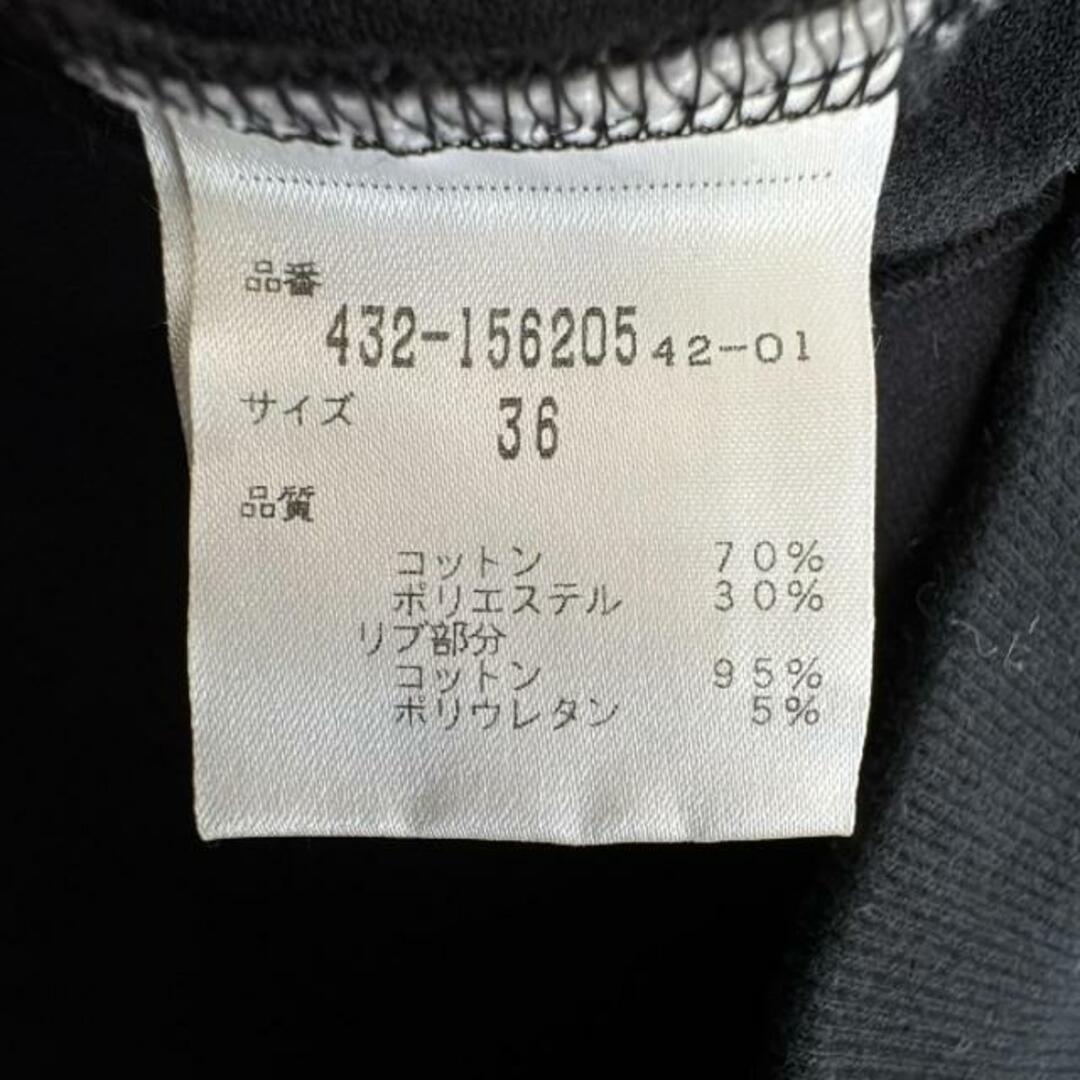 品番
432-156205 42-01
サイズ 36
品質
コットン 70%
ポリエステル 30%
リブ部分
コットン 95%
ポリウレタン 5%